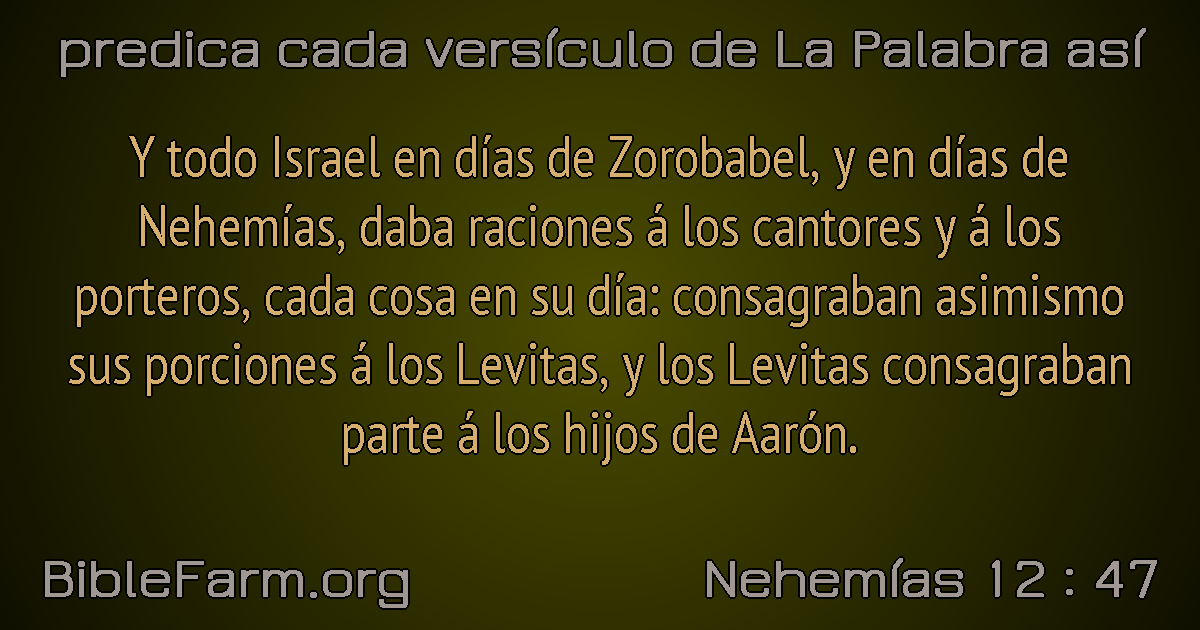 predica cada versículo de La Palabra así
Y todo Israel en días de Zorobabel, y en días de
Nehemías, daba raciones á los cantores y á los
porteros, cada cosa en su día: consagraban asimismo
sus porciones á los Levitas, y los Levitas consagraban
parte á los hijos de Aarón.
BibleFarm.org
Nehemías 12 : 47